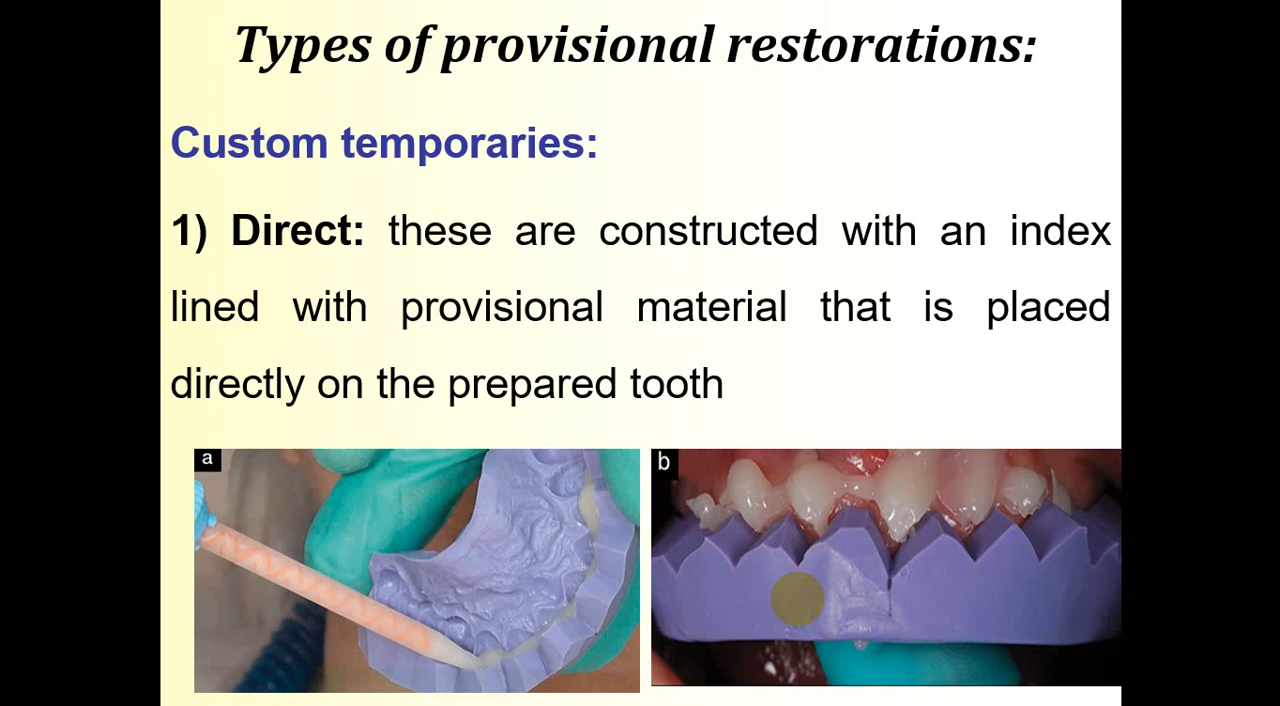 Types of provisional restorations:
Custom temporaries:
1) Direct: these are constructed with an index
lined with provisional material that is placed
directly on the prepared tooth
a
b